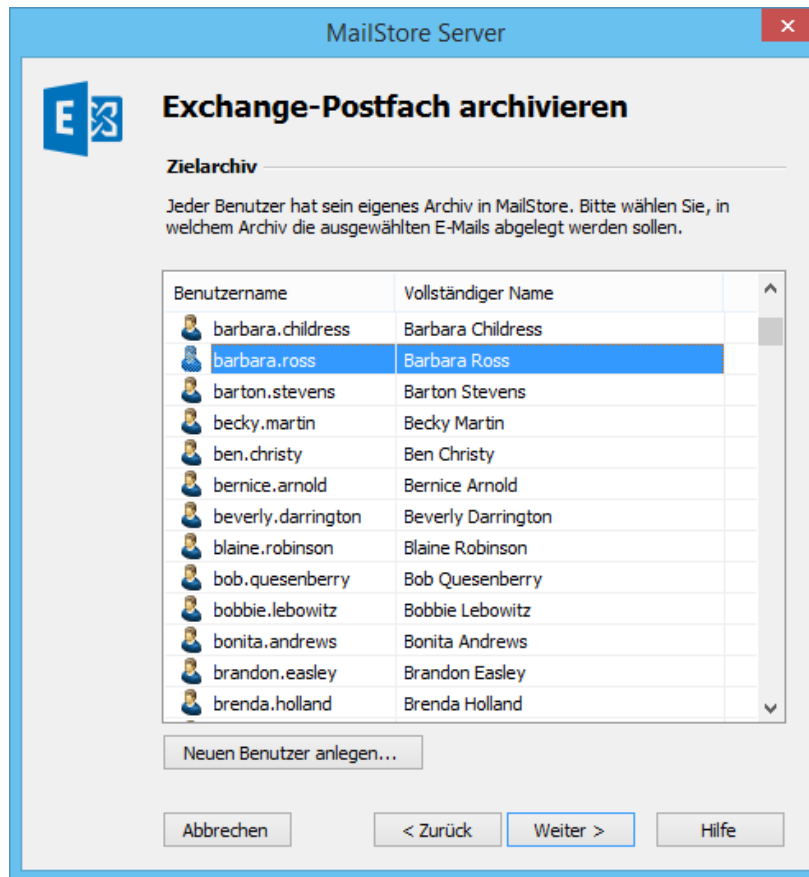 MailStore Server
Exchange-Postfach archivieren
Zielarchiv
Jeder Benutzer hat sein eigenes Archiv in MailStore. Bitte wählen Sie, in
welchem Archiv die ausgewählten E-Mails abgelegt werden sollen.
Benutzername Vollständiger Name
barbara.childress Barbara Childress
barbara.ross Barbara Ross
barton.stevens Barton Stevens
becky.martin Becky Martin
ben.christy Ben Christy
bernice.arnold Bernice Arnold
beverly.darrington Beverly Darrington
blaine.robinson Blaine Robinson
bob.quesenberry Bob Quesenberry
bobbie.lebowitz Bobbie Lebowitz
bonita.andrews Bonita Andrews
brandon.easley Brandon Easley
brenda.holland Brenda Holland
Neuen Benutzer anlegen...
Abbrechen < Zurück Weiter > Hilfe